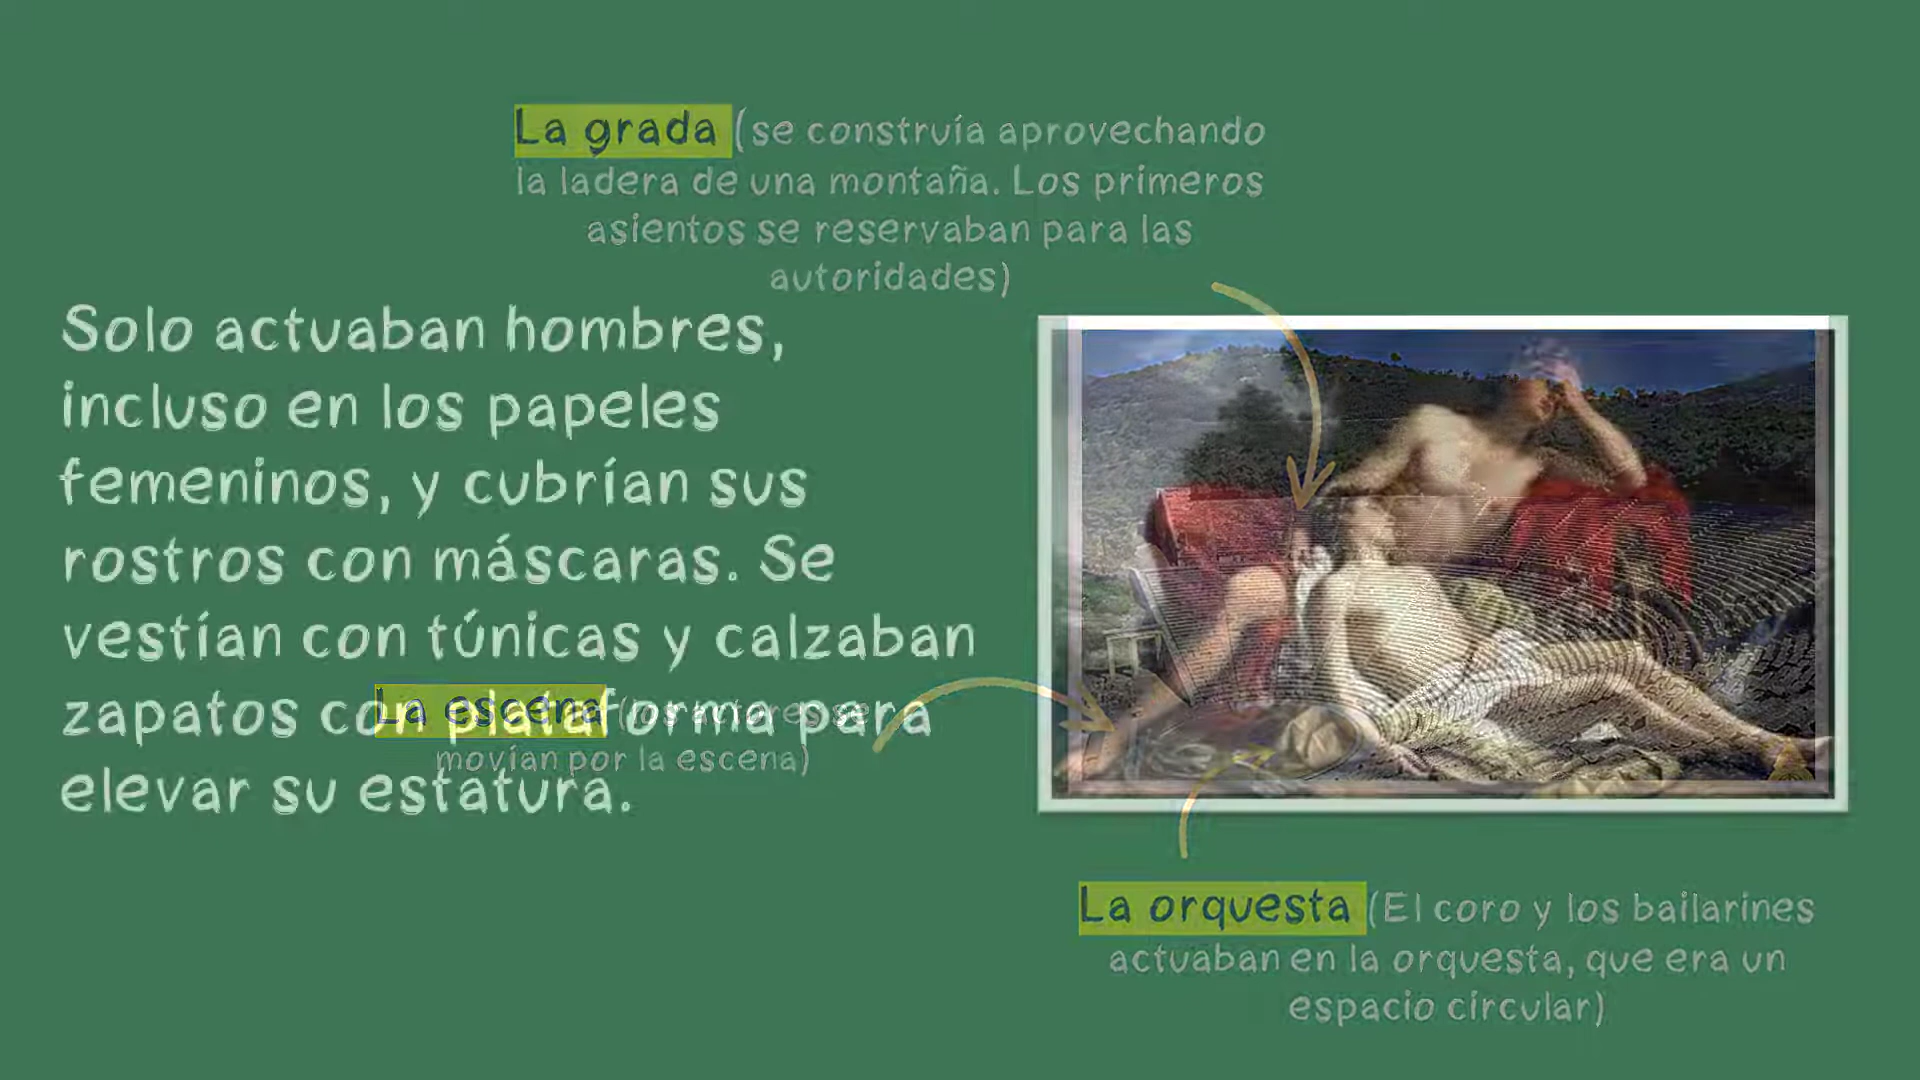 La grada (se construía aprovechando
la ladera de una montaña. Los primeros
asientos se reservaban para las
autoridades)
Solo actuaban hombres,
incluso en los papeles
femeninos, y cubrían sus
rostros con máscaras. Se
vestían con túnicas y calzaban
zapatos con plataforma para
elevar su estatura.
La escena (los actores se
movían por la escena)
La orquesta (El coro y los bailarines
actuaban en la orquesta, que era un
espacio circular)